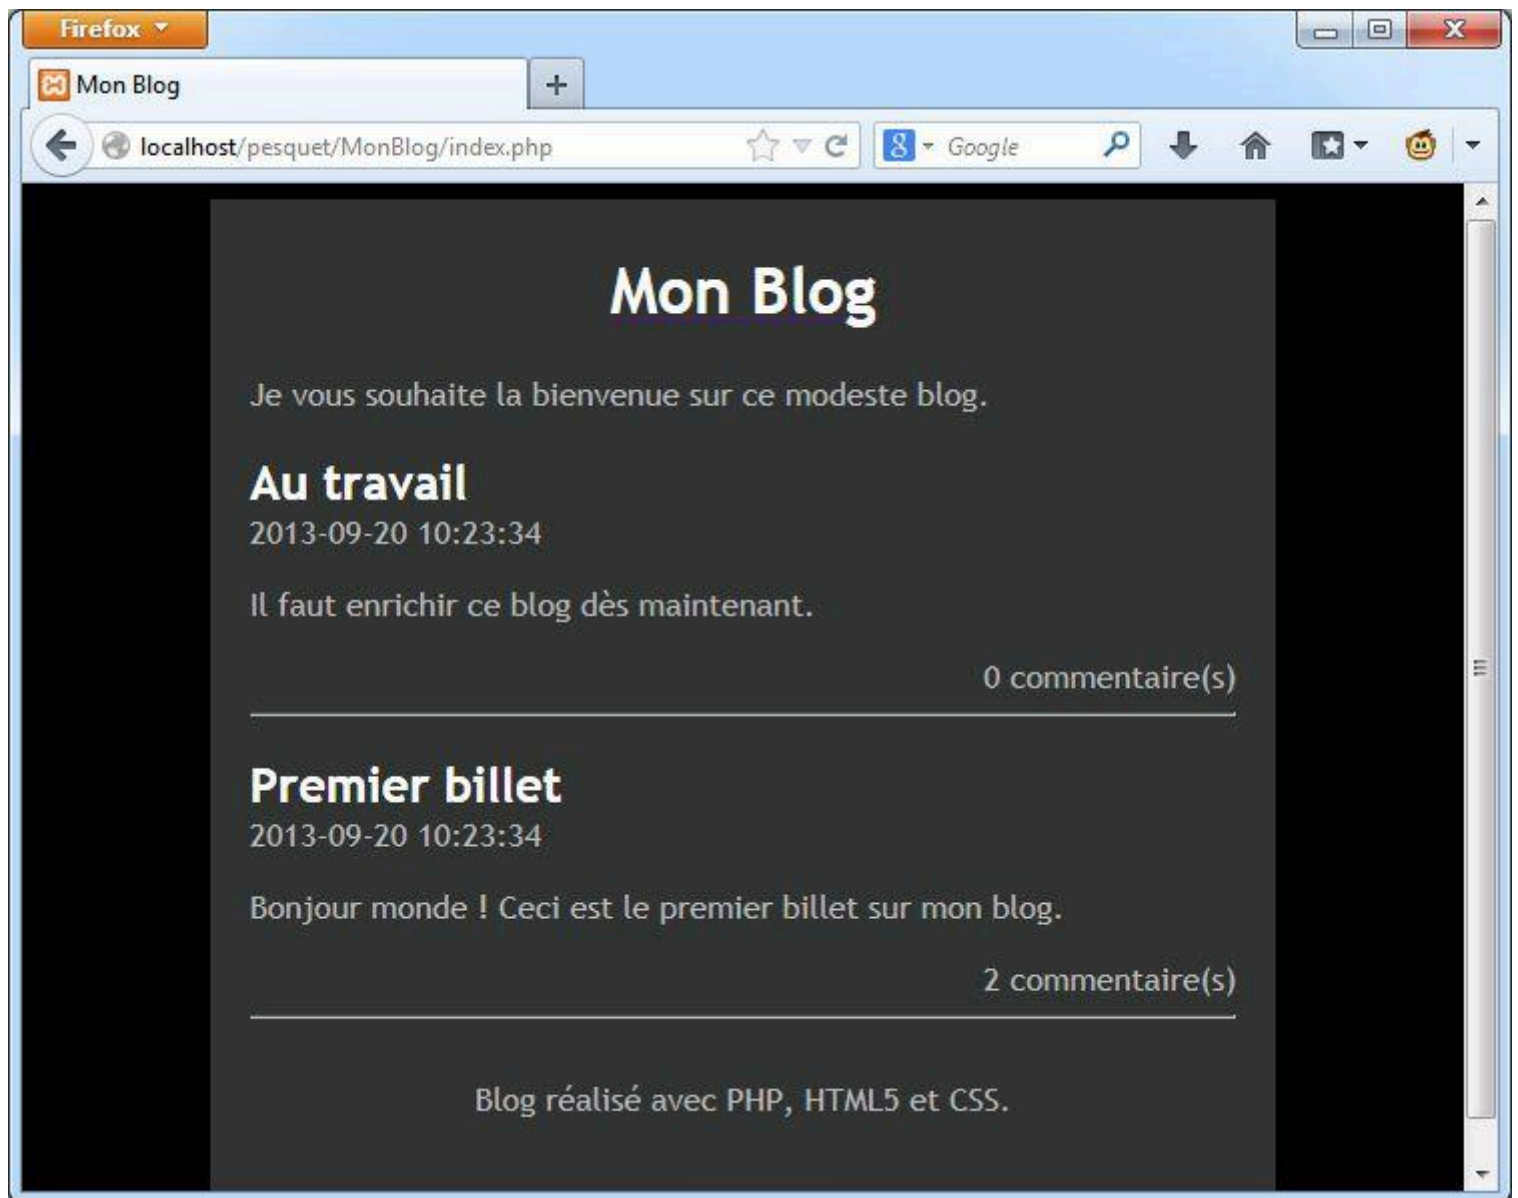 Firefox
Mon Blog
localhost/pesquet/MonBlog/index.php
8
Google
Mon Blog
Je vous souhaite la bienvenue sur ce modeste blog.
Au travail
2013-09-20 10:23:34
Il faut enrichir ce blog dès maintenant.
0 commentaire(s)
Premier billet
2013-09-20 10:23:34
Bonjour monde ! Ceci est le premier billet sur mon blog.
2 commentaire(s)
Blog réalisé avec PHP, HTML5 et CSS.